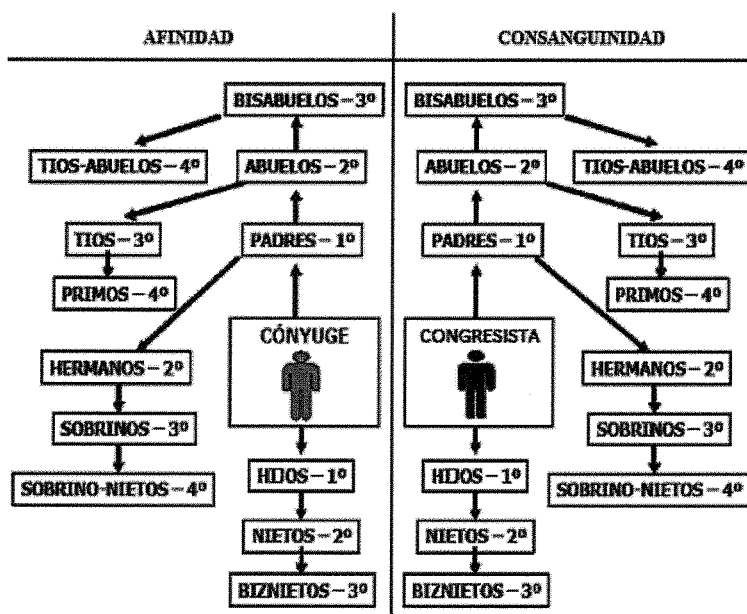 AFINIDAD
CONSANGUINIDAD
BISABUELOS – 3º
BISABUELOS – 3º
TIOS-ABUELOS – 4º
ABUELOS – 2º
ABUELOS – 2º
TIOS-ABUELOS – 4º
TIOS – 3º
PADRES – 1º
PADRES – 1º
TIOS – 3º
PRIMOS – 4º
PRIMOS – 4º
CÓNYUGE
CONGRESISTA
HERMANOS – 2º
HERMANOS – 2º
SOBRINOS – 3º
SOBRINOS – 3º
SOBRINO-NIETOS – 4º
HIJOS – 1º
HIJOS – 1º
SOBRINO-NIETOS – 4º
NIETOS – 2º
NIETOS – 2º
BIZNIETOS – 3º
BIZNIETOS – 3º